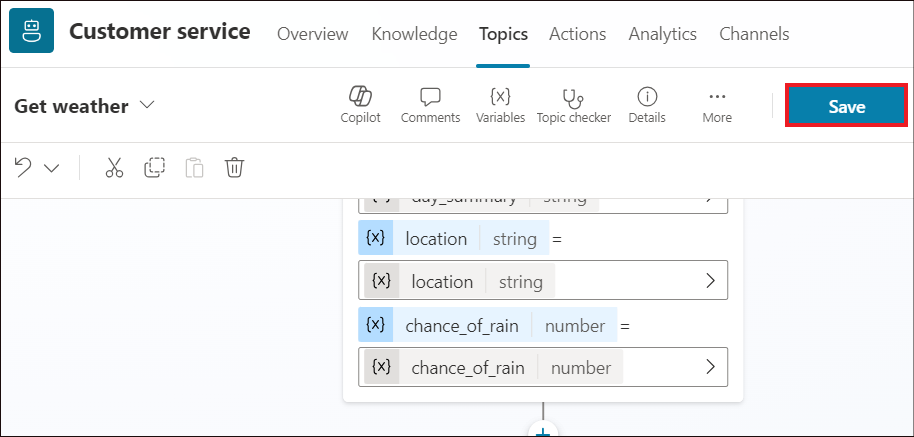 Customer service Overview Knowledge Topics Actions Analytics Channels
Get weather Copilot Comments {x} Variables Topic checker Details More Save
{x} day_summary string
{x} location string =
{x} location string
{x} chance_of_rain number =
{x} chance_of_rain number